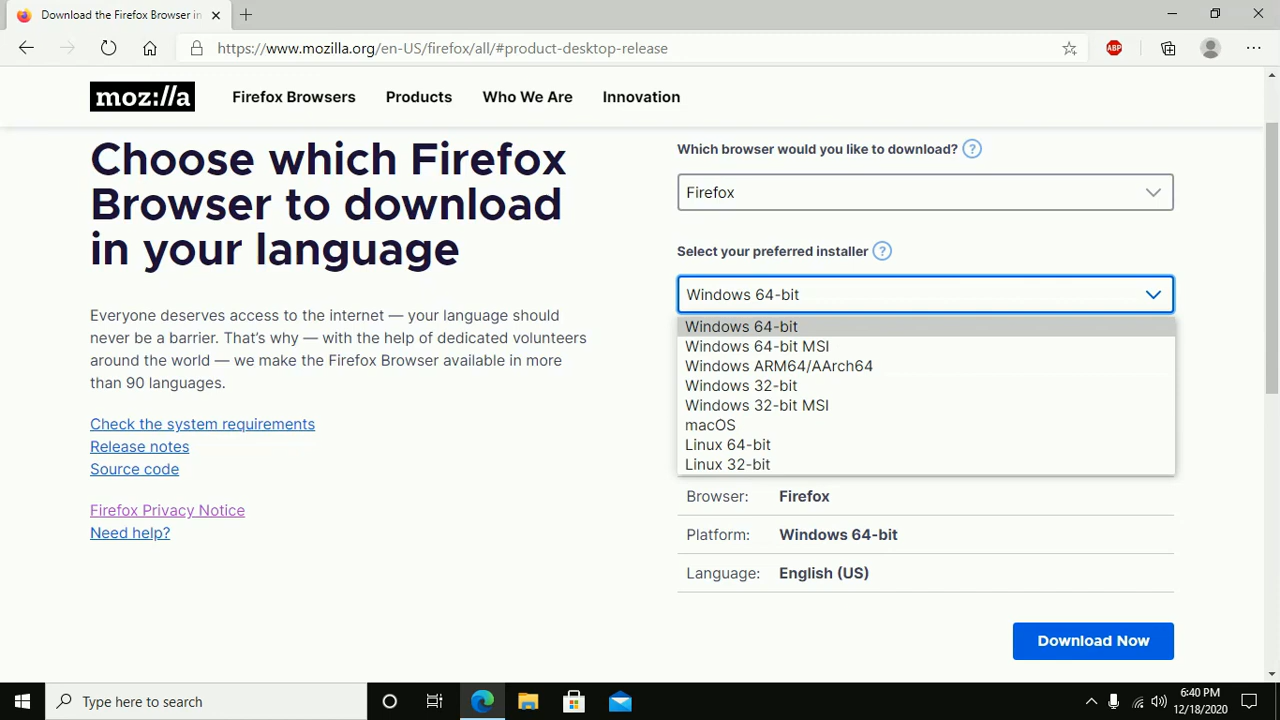 Download the Firefox Browser in
https://www.mozilla.org/en-US/firefox/all/#product-desktop-release
ABP
moz://a
Firefox Browsers
Products
Who We Are
Innovation
Choose which Firefox
Browser to download
in your language
Everyone deserves access to the internet — your language should
never be a barrier. That’s why — with the help of dedicated volunteers
around the world — we make the Firefox Browser available in more
than 90 languages.
Check the system requirements
Release notes
Source code
Firefox Privacy Notice
Need help?
Which browser would you like to download? ?
Firefox
Select your preferred installer ?
Windows 64-bit
Windows 64-bit
Windows 64-bit MSI
Windows ARM64/AArch64
Windows 32-bit
Windows 32-bit MSI
macOS
Linux 64-bit
Linux 32-bit
Browser: Firefox
Platform: Windows 64-bit
Language: English (US)
Download Now
Type here to search
6:40 PM
12/18/2020